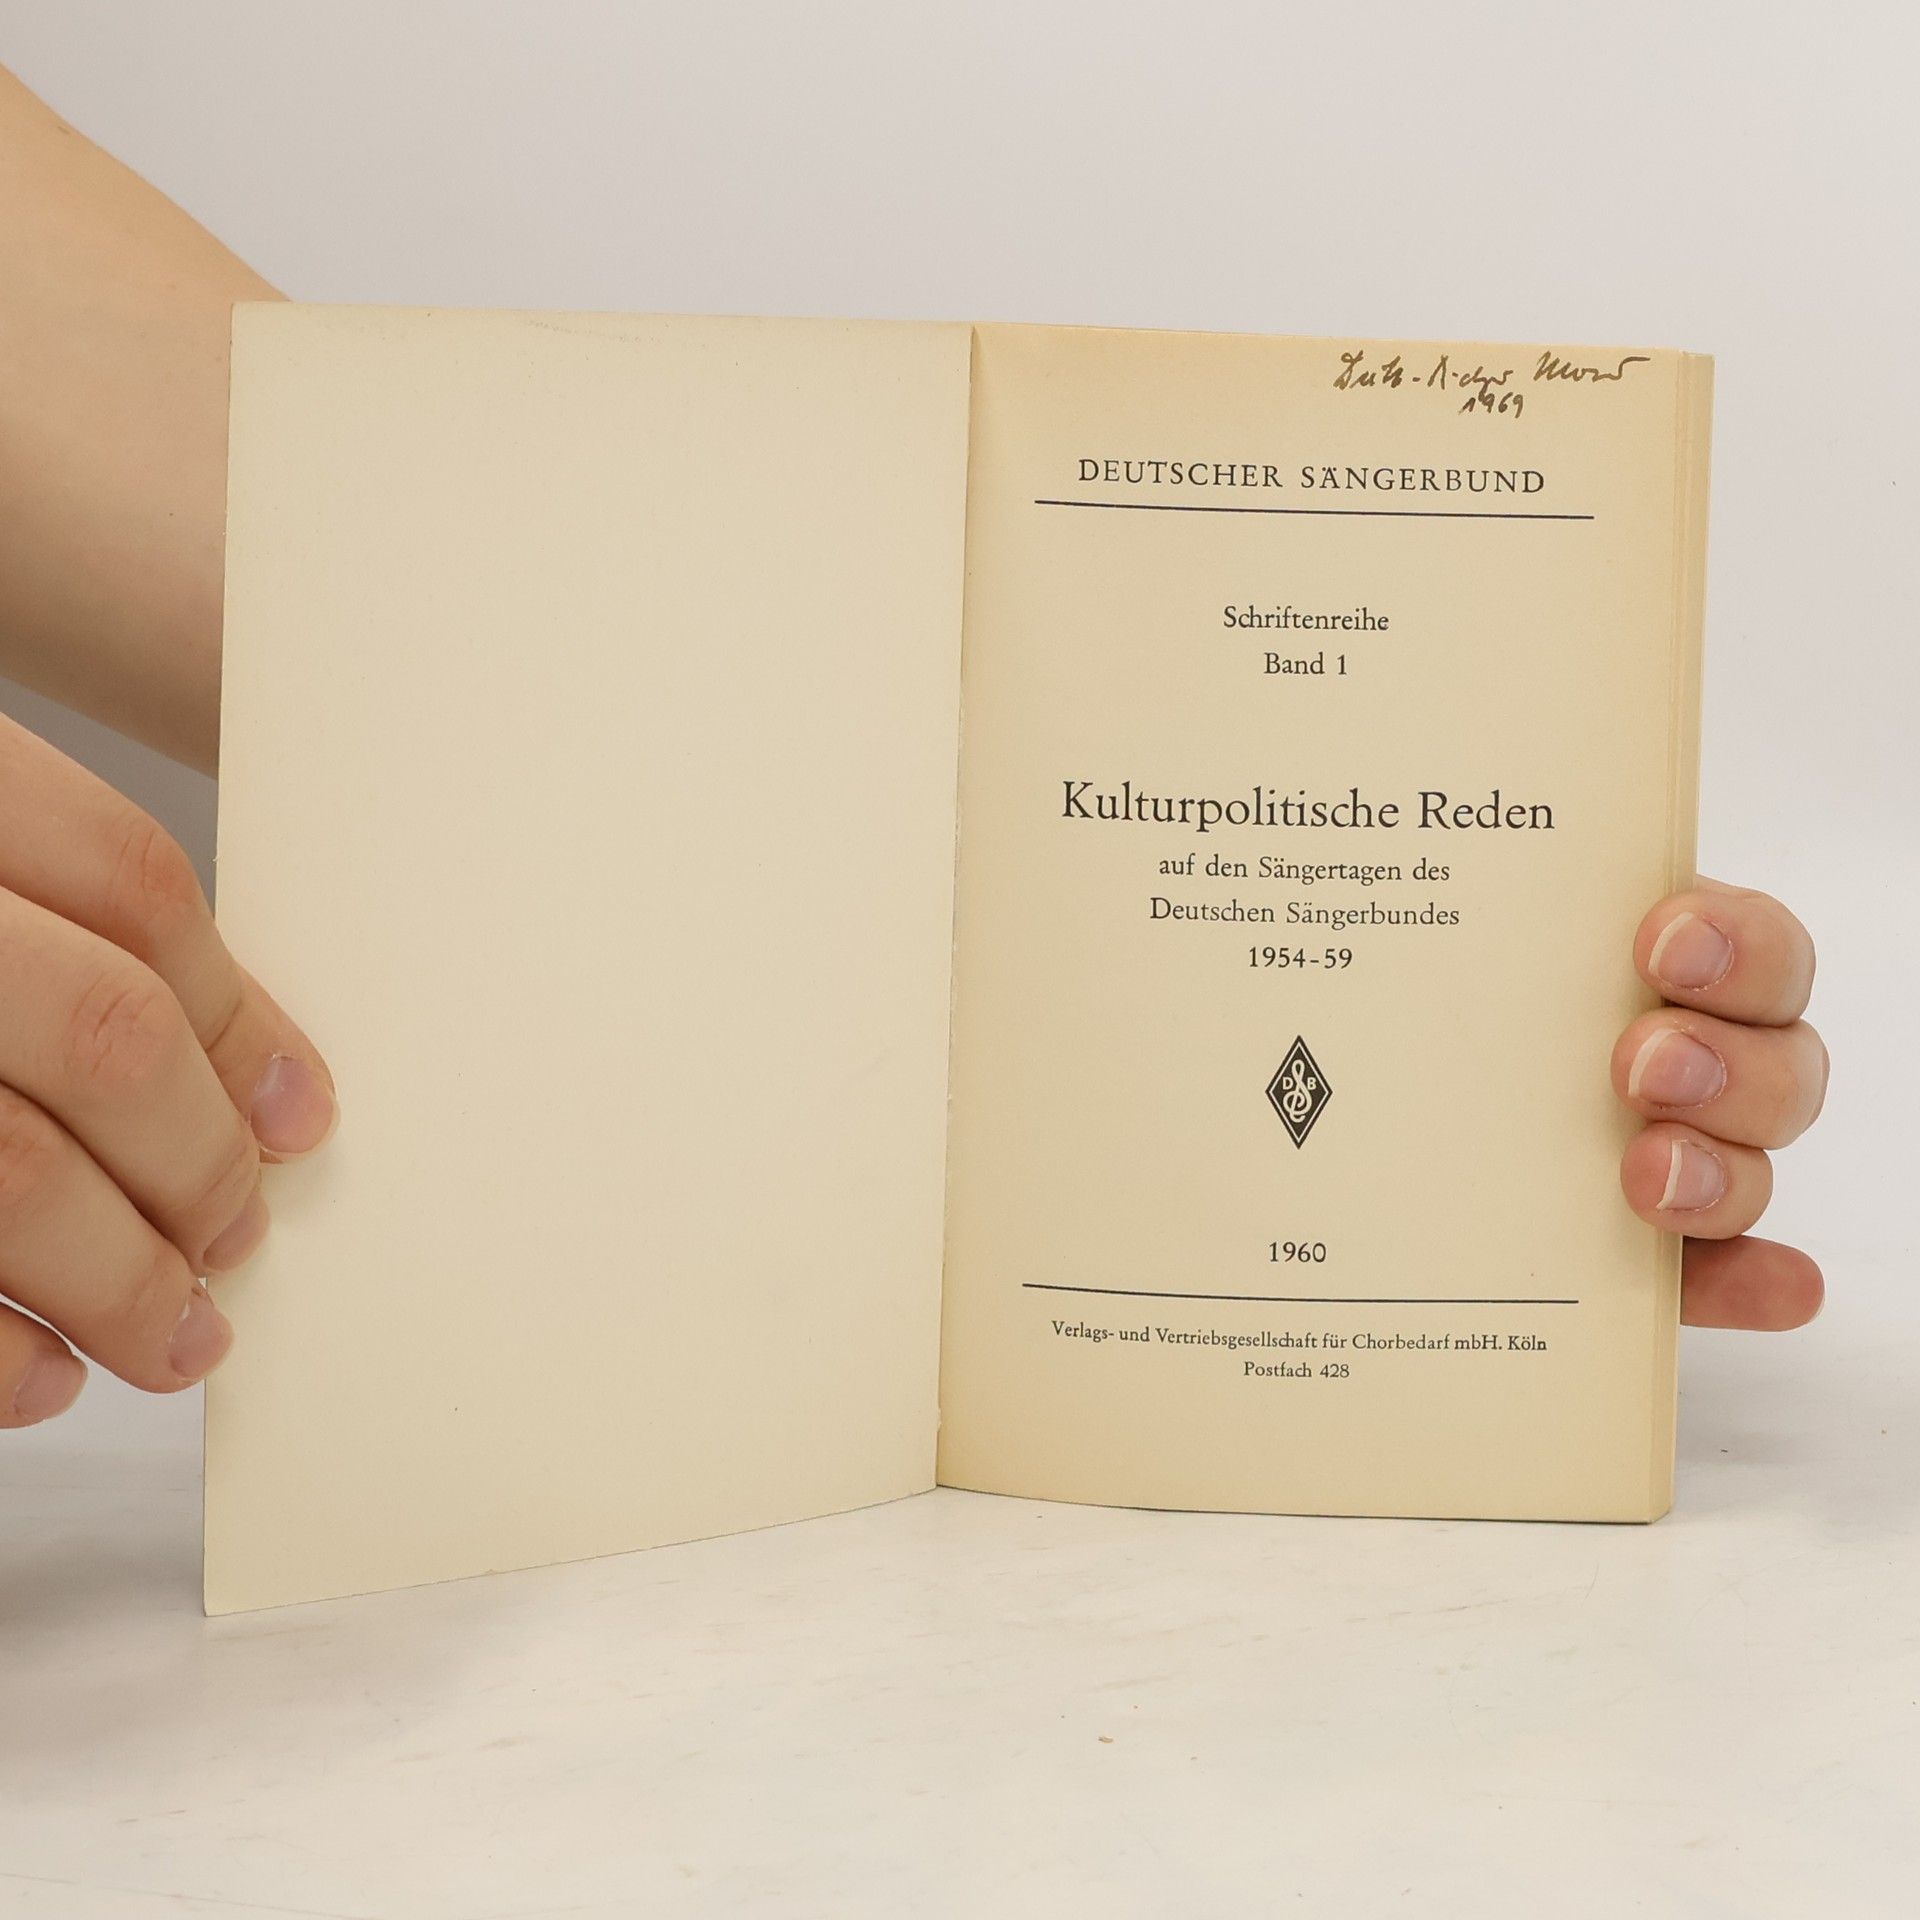 1969
DEUTSCHER SÄNGERBUND
Schriftenreihe
Band 1
Kulturpolitische Reden
auf den Sängertagen des
Deutschen Sängerbundes
1954-59
D S B
1960
Verlags- und Vertriebsgesellschaft für Chorbedarf mbH. Köln
Postfach 428